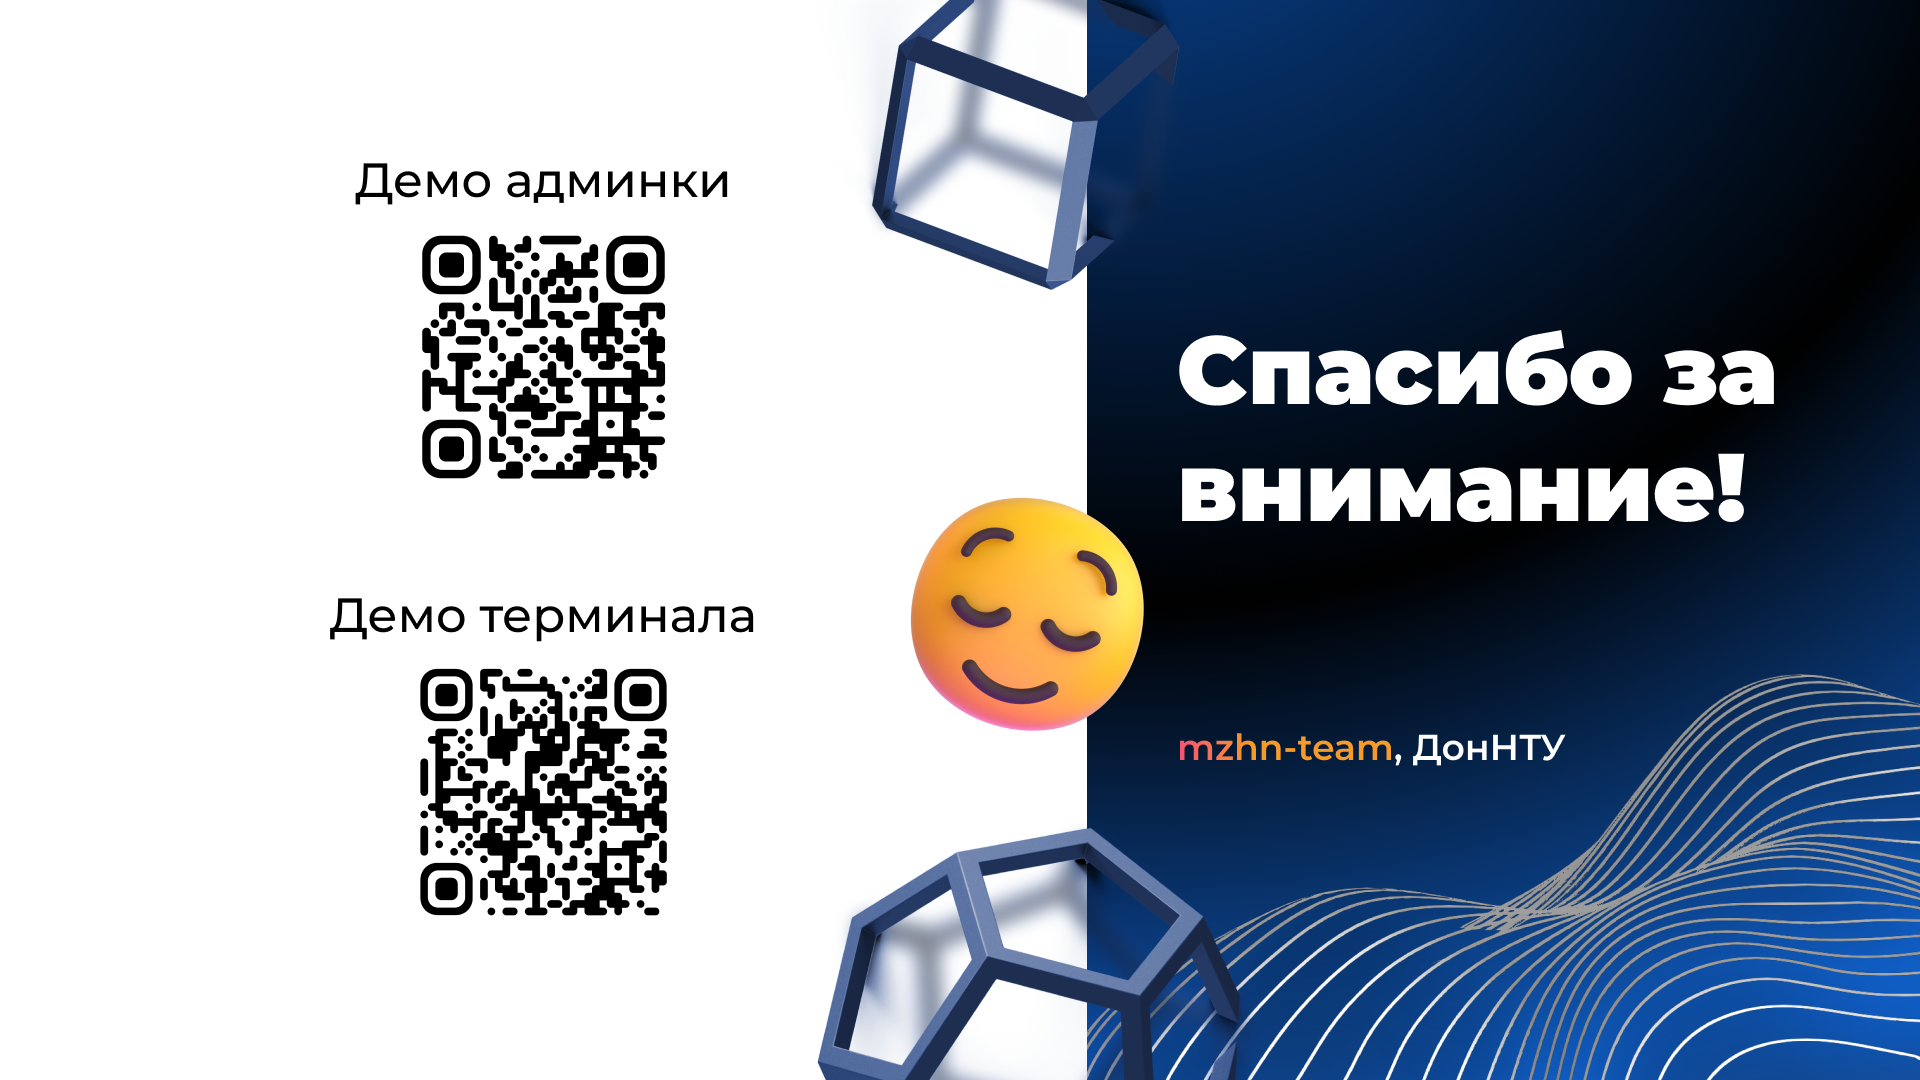 Демо админки
Демо терминала
Спасибо за
внимание!
mzhn-team, ДонНТУ